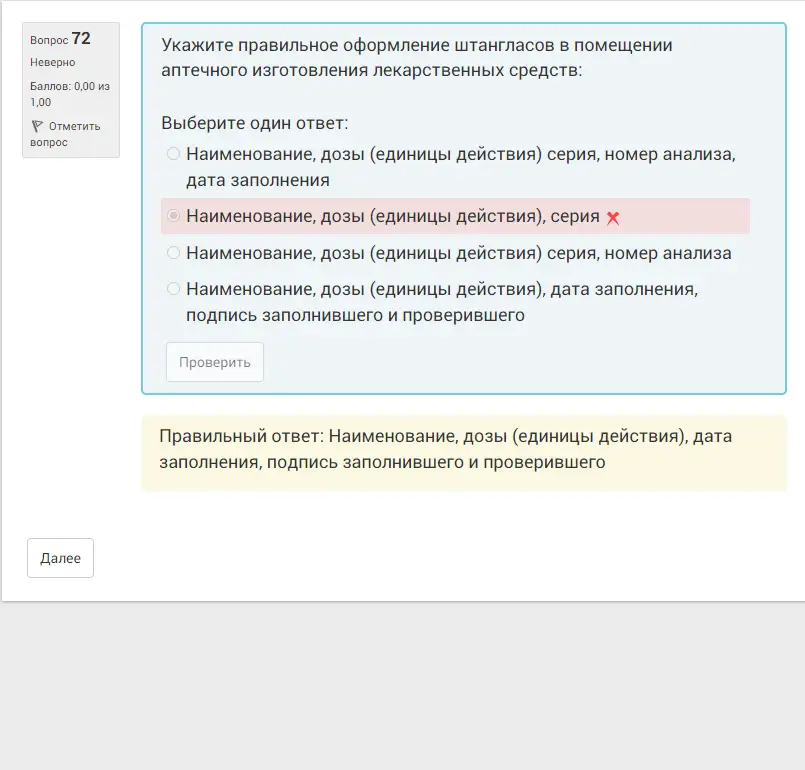 Вопрос 72
Неверно
Баллов: 0,00 из
1,00
Отметить
вопрос
Укажите правильное оформление штангласов в помещении
аптечного изготовления лекарственных средств:
Выберите один ответ:
Наименование, дозы (единицы действия) серия, номер анализа,
дата заполнения
Наименование, дозы (единицы действия), серия
Наименование, дозы (единицы действия) серия, номер анализа
Наименование, дозы (единицы действия), дата заполнения,
подпись заполнившего и проверившего
Проверить
Правильный ответ: Наименование, дозы (единицы действия), дата
заполнения, подпись заполнившего и проверившего
Далее